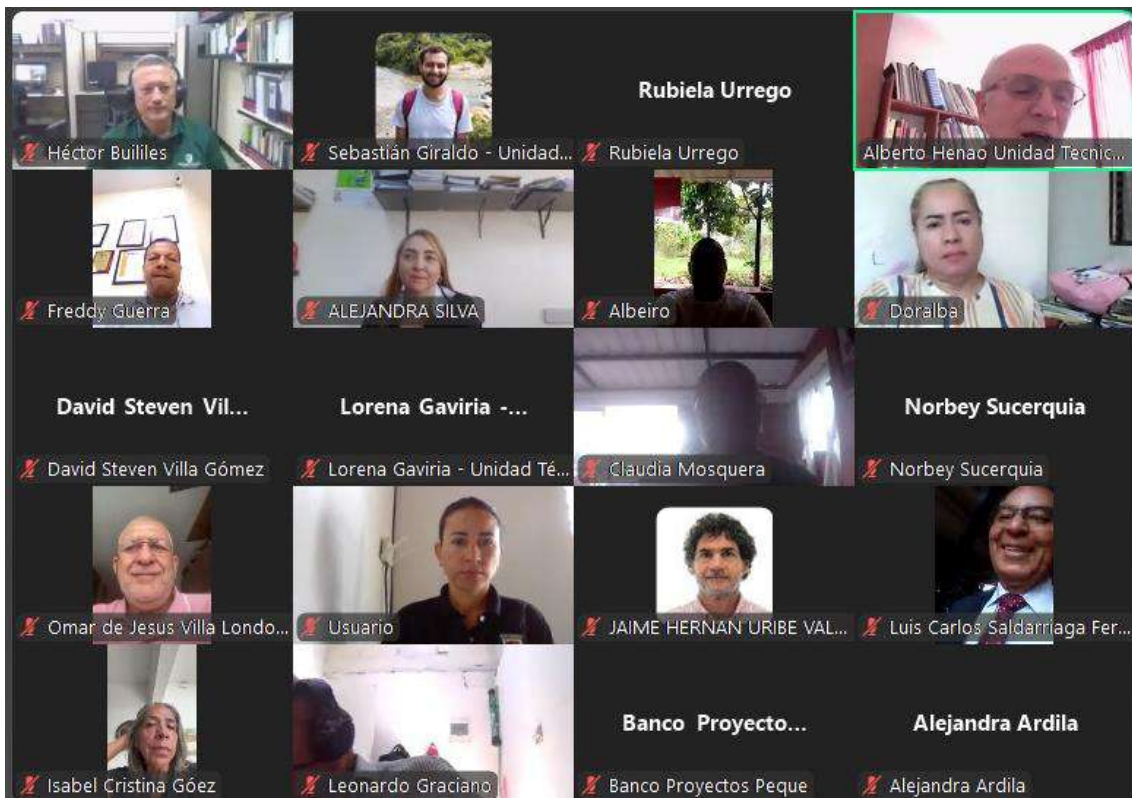 Héctor Buililes
Sebastián Giraldo - Unidad...
Rubiela Urrego
Rubiela Urrego
Alberto Henao Unidad Tecnic...
Freddy Guerra
ALEJANDRA SILVA
Albeiro
Doralba
David Steven Vil...
David Steven Villa Gómez
Lorena Gaviria -...
Lorena Gaviria - Unidad Té...
Claudia Mosquera
Norbey Sucerquia
Norbey Sucerquia
Omar de Jesus Villa Londo...
Usuario
JAIME HERNAN URIBE VAL...
Luis Carlos Saldarriaga Fer...
Isabel Cristina Góez
Leonardo Graciano
Banco Proyecto...
Banco Proyectos Peque
Alejandra Ardila
Alejandra Ardila